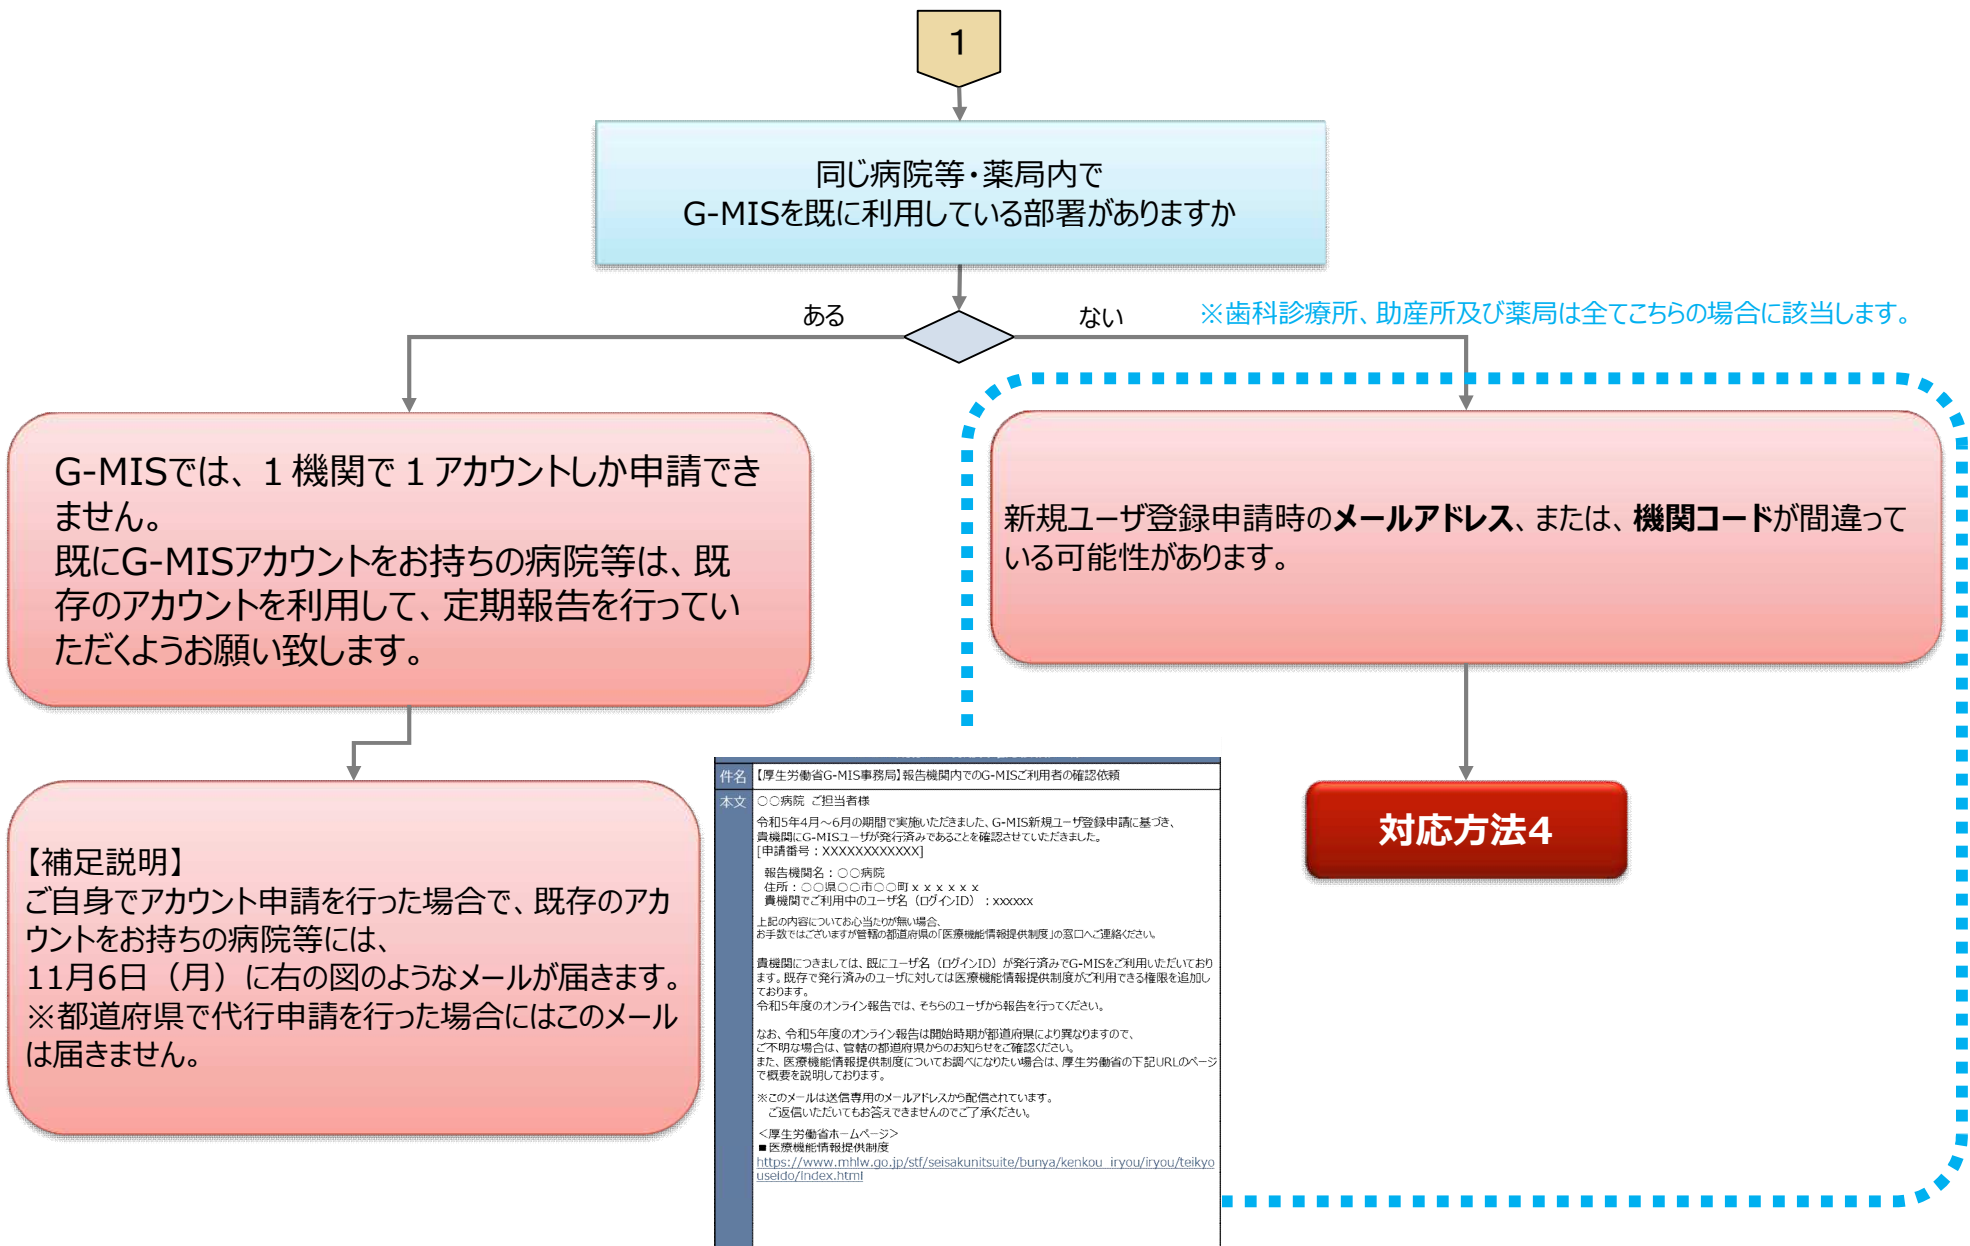 1
同じ病院等・薬局内で
G-MISを既に利用している部署がありますか
ある
ない
※歯科診療所、助産所及び薬局は全てこちらの場合に該当します。
G-MISでは、１機関で１アカウントしか申請でき
ません。
既にG-MISアカウントをお持ちの病院等は、既
存のアカウントを利用して、定期報告を行ってい
ただくようお願い致します。
新規ユーザ登録申請時のメールアドレス、または、機関コードが間違って
いる可能性があります。
対応方法4
【補足説明】
ご自身でアカウント申請を行った場合で、既存のアカ
ウントをお持ちの病院等には、
11月6日（月）に右の図のようなメールが届きます。
※都道府県で代行申請を行った場合にはこのメール
は届きません。
件名 【厚生労働省G-MIS事務局】報告機関内でのG-MISご利用者の確認依頼
本文 ○○病院 ご担当者様
令和5年4月～6月の期間で実施いただきました、G-MIS新規ユーザ登録申請に基づき、
貴機関にG-MISユーザが発行済みであることを確認させていただきました。
[申請番号：XXXXXXXXXXXX]
報告機関名：○○病院
住所：○○県○○市○○町ｘｘｘｘｘｘ
貴機関でご利用中のユーザ名（ログインID）：xxxxxx
上記の内容についてお心当たりが無い場合、
お手数ではございますが管轄の都道府県の「医療機能情報提供制度」の窓口へご連絡ください。
貴機関につきましては、既にユーザ名（ログインID）が発行済みでG-MISをご利用いただいており
ます。既存で発行済みのユーザに対しては医療機能情報提供制度がご利用できる権限を追加し
ております。
令和5年度のオンライン報告では、そちらのユーザから報告を行ってください。
なお、令和5年度のオンライン報告は開始時期が都道府県により異なりますので、
ご不明な場合は、管轄の都道府県からのお知らせをご確認ください。
また、医療機能情報提供制度についてお調べになりたい場合は、厚生労働省の下記URLのページ
で概要を説明しております。
※このメールは送信専用のメールアドレスから配信されています。
ご返信いただいてもお答えできませんのでご了承ください。
＜厚生労働省ホームページ＞
■医療機能情報提供制度
https://www.mhlw.go.jp/stf/seisakunitsuite/bunya/kenkou_iryou/iryou/teikyo
useido/index.html